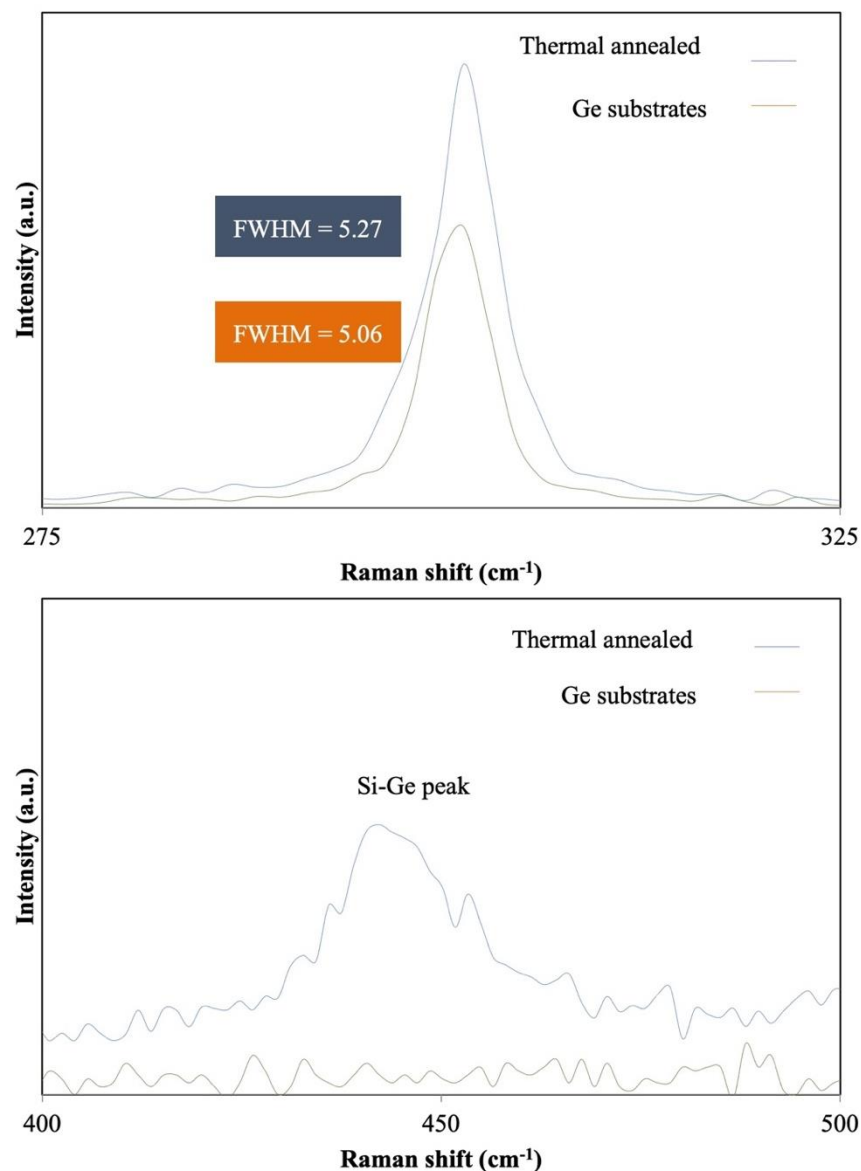 Thermal annealed
Ge substrates
FWHM = 5.27
FWHM = 5.06
Intensity (a.u.)
275
325
Raman shift (cm⁻¹)
Thermal annealed
Ge substrates
Si-Ge peak
Intensity (a.u.)
400
450
500
Raman shift (cm⁻¹)